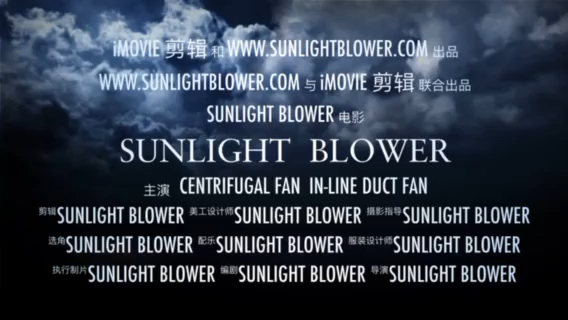 iMOVIE 剪辑 和 WWW.SUNLIGHTBLOWER.COM 出品
WWW.SUNLIGHTBLOWER.COM 与 iMOVIE 剪辑 联合出品
SUNLIGHT BLOWER 电影
SUNLIGHT BLOWER
主演 CENTRIFUGAL FAN IN-LINE DUCT FAN
剪辑 SUNLIGHT BLOWER 美工设计师 SUNLIGHT BLOWER 摄影指导 SUNLIGHT BLOWER
选角 SUNLIGHT BLOWER 配乐 SUNLIGHT BLOWER 服装设计师 SUNLIGHT BLOWER
执行制片 SUNLIGHT BLOWER 编剧 SUNLIGHT BLOWER 导演 SUNLIGHT BLOWER